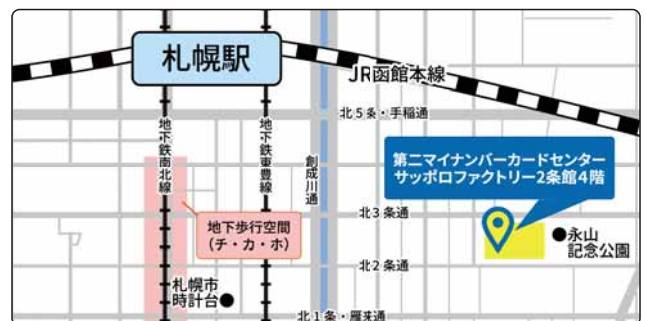 札幌駅
JR函館本線
北5条・手稲通
地下鉄南北線
地下鉄東豊線
創成川通
第二マイナンバーカードセンター
サッポロファクトリー2条館4階
地下歩行空間
(チ・カ・ホ)
北3条通
永山
記念公園
北2条通
札幌市
時計台
北1条・雁来通